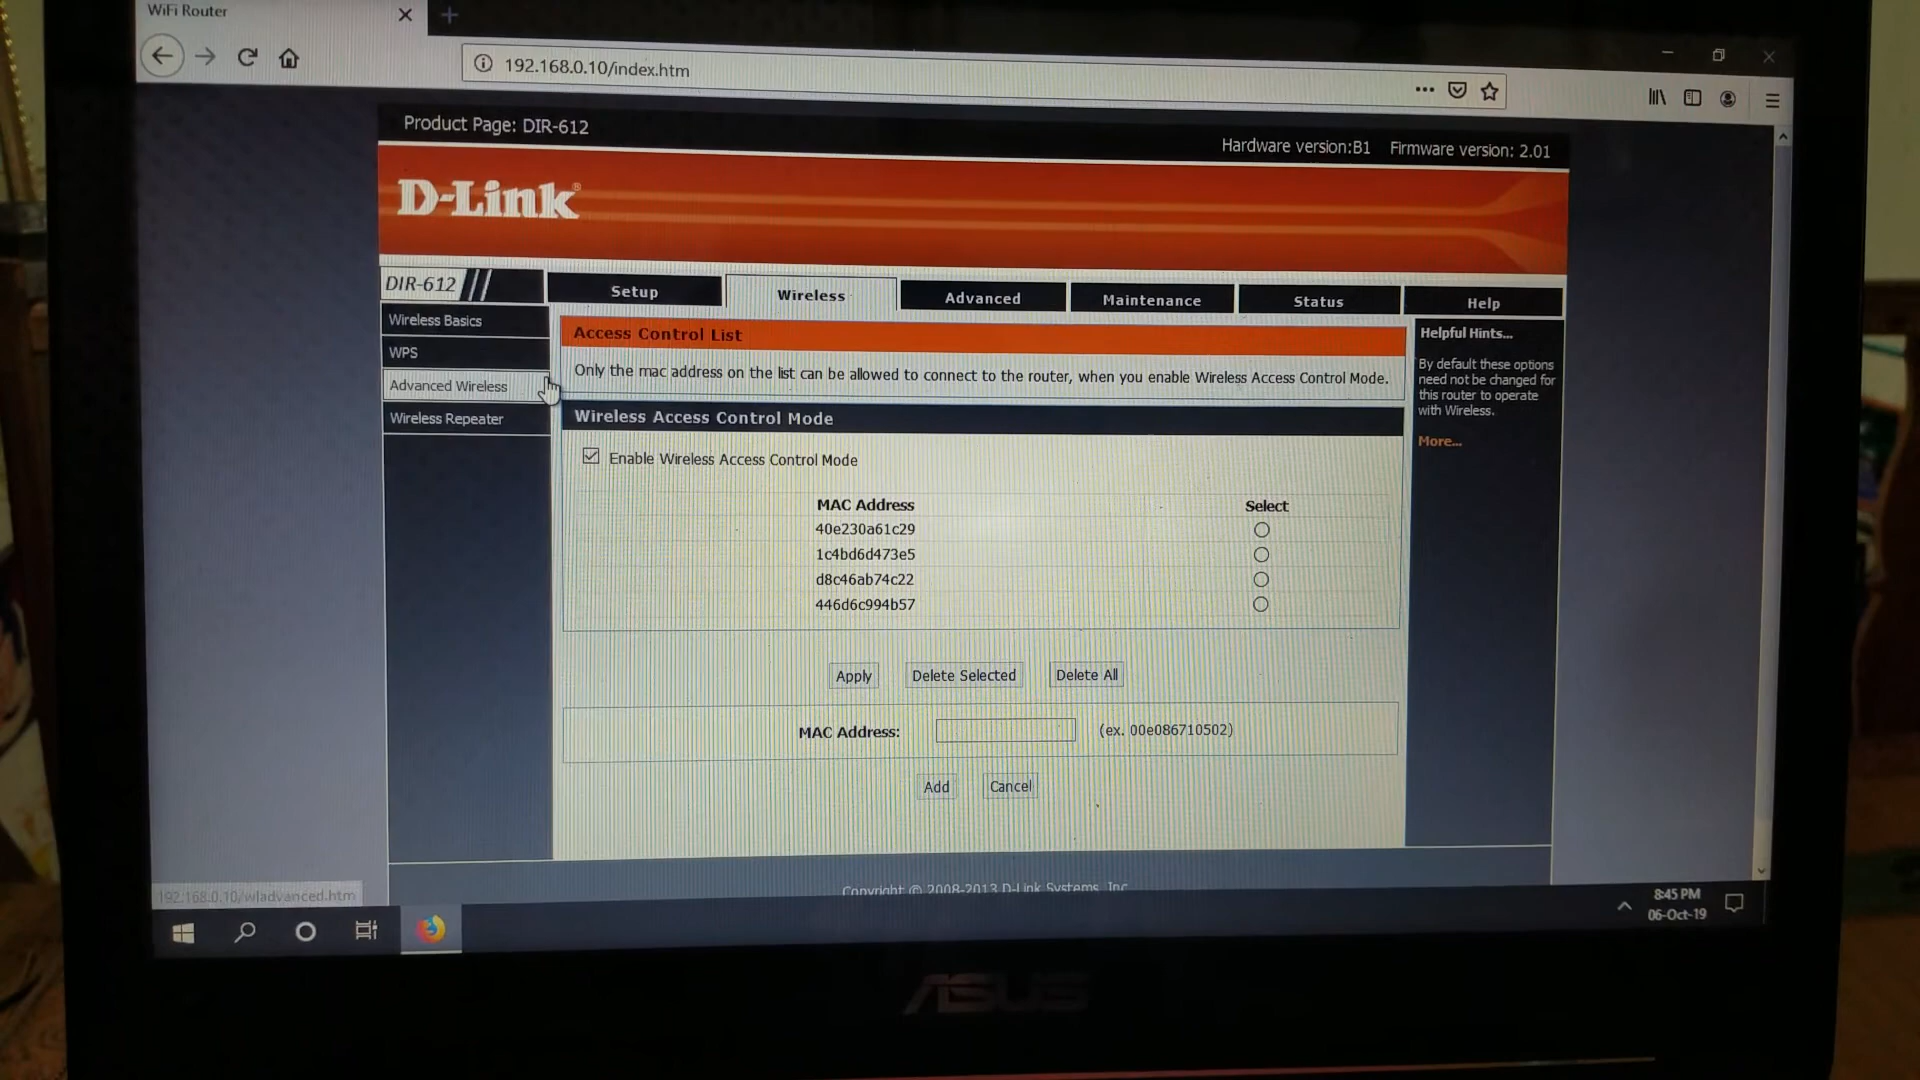 WiFi Router
192.168.0.10/index.htm
Product Page: DIR-612
Hardware version:B1 Firmware version: 2.01
D-Link®
DIR-612
Setup
Wireless
Advanced
Maintenance
Status
Help
Wireless Basics
WPS
Advanced Wireless
Wireless Repeater
Access Control List
Only the mac address on the list can be allowed to connect to the router, when you enable Wireless Access Control Mode.
Wireless Access Control Mode
Enable Wireless Access Control Mode
MAC Address Select
40e230a61c29
1c4bd6d473e5
d8c46ab74c22
446d6c994b57
Apply Delete Selected Delete All
MAC Address: (ex. 00e086710502)
Add Cancel
Helpful Hints...
By default these options
need not be changed for
this router to operate
with Wireless.
More...
Copyright © 2008-2013 D-Link Systems, Inc.
192.168.0.10/wladvanced.htm
8:45 PM
06-Oct-19
ASUS